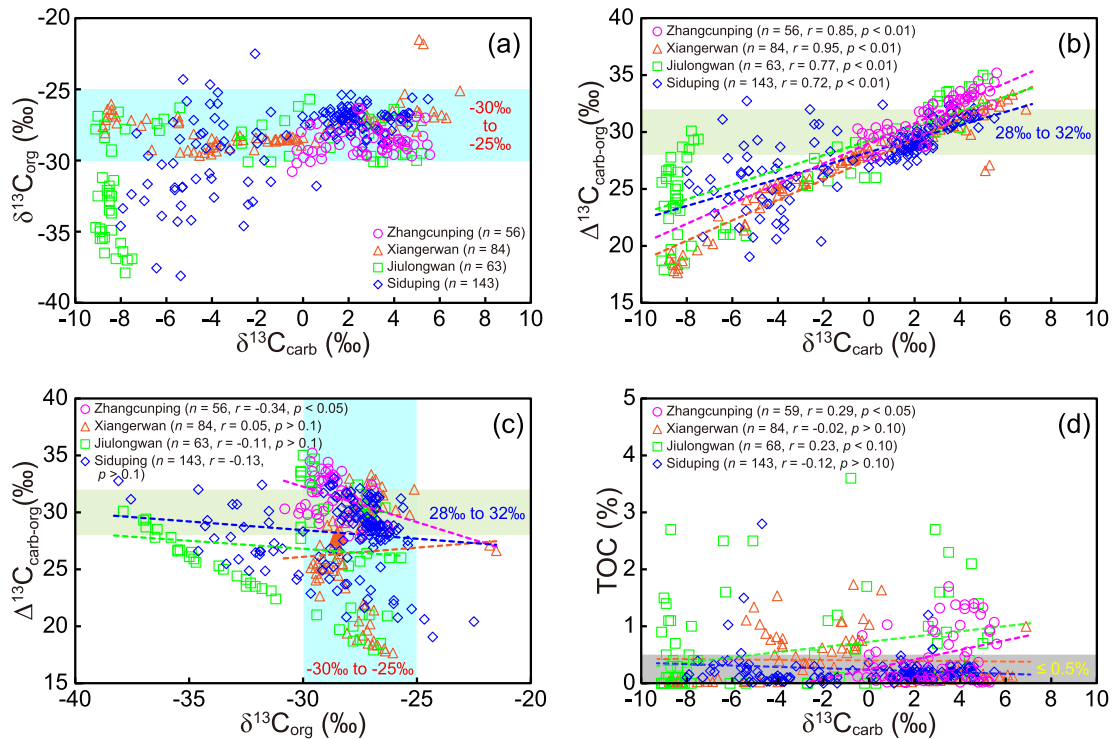 (a)
-20
-25
-30
-35
-40
δ¹³C_org (‰)
-30‰
to
-25‰
Zhangcunping (n = 56)
Xiangerwan (n = 84)
Jiulongwan (n = 63)
Siduping (n = 143)
-10 -8 -6 -4 -2 0 2 4 6 8 10
δ¹³C_carb (‰)
(b)
Zhangcunping (n = 56, r = 0.85, p < 0.01)
Xiangerwan (n = 84, r = 0.95, p < 0.01)
Jiulongwan (n = 63, r = 0.77, p < 0.01)
Siduping (n = 143, r = 0.72, p < 0.01)
40
35
30
25
20
15
Δ¹³C_carb-org (‰)
28‰ to 32‰
-10 -8 -6 -4 -2 0 2 4 6 8 10
δ¹³C_carb (‰)
(c)
Zhangcunping (n = 56, r = -0.34, p < 0.05)
Xiangerwan (n = 84, r = 0.05, p > 0.1)
Jiulongwan (n = 63, r = -0.11, p > 0.1)
Siduping (n = 143, r = -0.13,
p > 0.1)
40
35
30
25
20
15
Δ¹³C_carb-org (‰)
28‰ to 32‰
-30‰ to -25‰
-40 -35 -30 -25 -20
δ¹³C_org (‰)
(d)
Zhangcunping (n = 59, r = 0.29, p < 0.05)
Xiangerwan (n = 84, r = -0.02, p > 0.10)
Jiulongwan (n = 68, r = 0.23, p < 0.10)
Siduping (n = 143, r = -0.12, p > 0.10)
5
4
3
2
1
0
TOC (%)
≤ 0.5%
-10 -8 -6 -4 -2 0 2 4 6 8 10
δ¹³C_carb (‰)